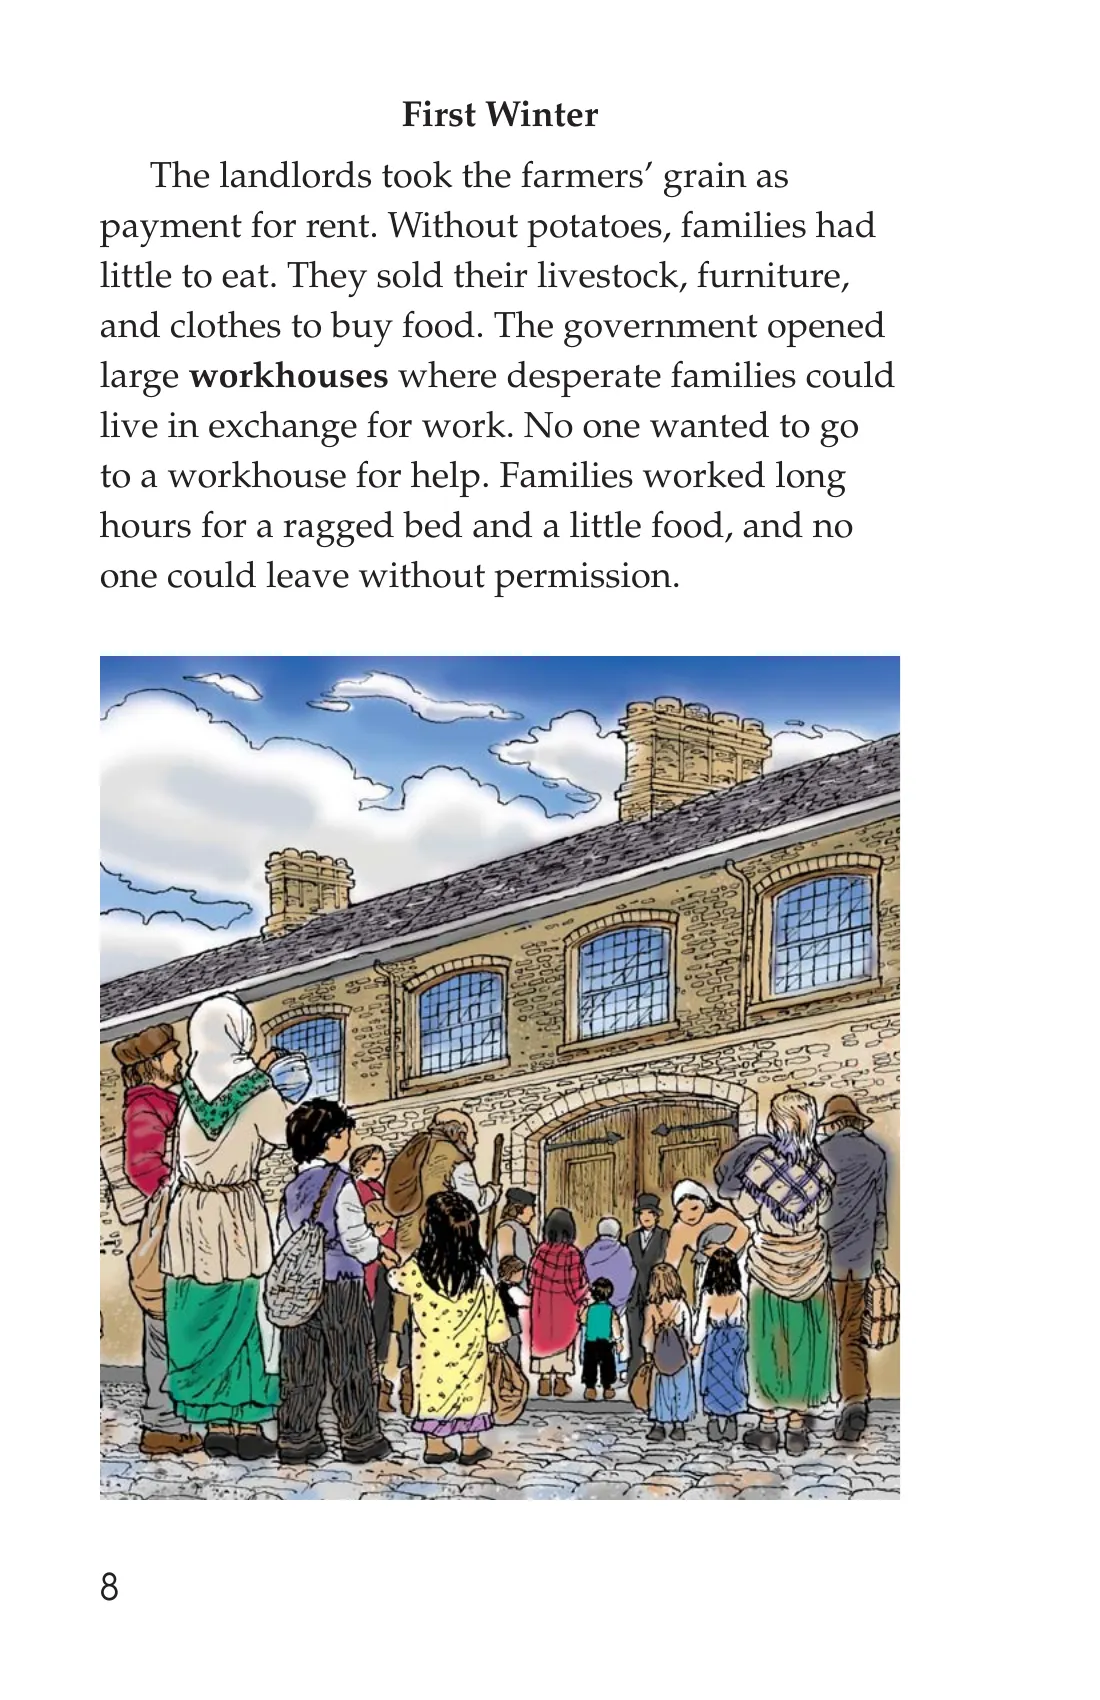 First Winter
The landlords took the farmers’ grain as
payment for rent. Without potatoes, families had
little to eat. They sold their livestock, furniture,
and clothes to buy food. The government opened
large workhouses where desperate families could
live in exchange for work. No one wanted to go
to a workhouse for help. Families worked long
hours for a ragged bed and a little food, and no
one could leave without permission.
8